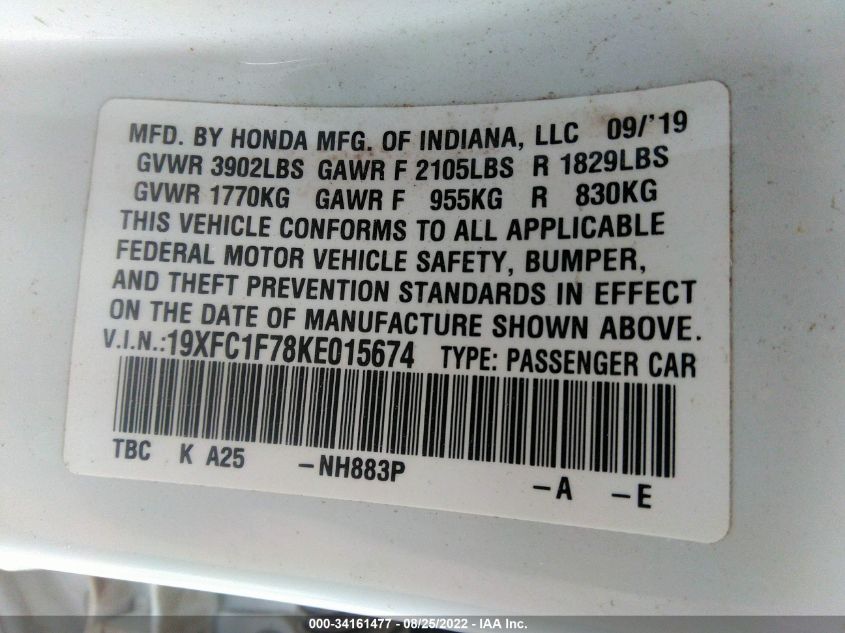 MFD. BY HONDA MFG. OF INDIANA, LLC 09/'19
GVWR 3902LBS GAWR F 2105LBS R 1829LBS
GVWR 1770KG GAWR F 955KG R 830KG
THIS VEHICLE CONFORMS TO ALL APPLICABLE
FEDERAL MOTOR VEHICLE SAFETY, BUMPER,
AND THEFT PREVENTION STANDARDS IN EFFECT
ON THE DATE OF MANUFACTURE SHOWN ABOVE.
V.I.N.:19XFC1F78KE015674 TYPE: PASSENGER CAR
TBC K A25 -NH883P -A -E
000-34161477 - 08/25/2022 - IAA Inc.